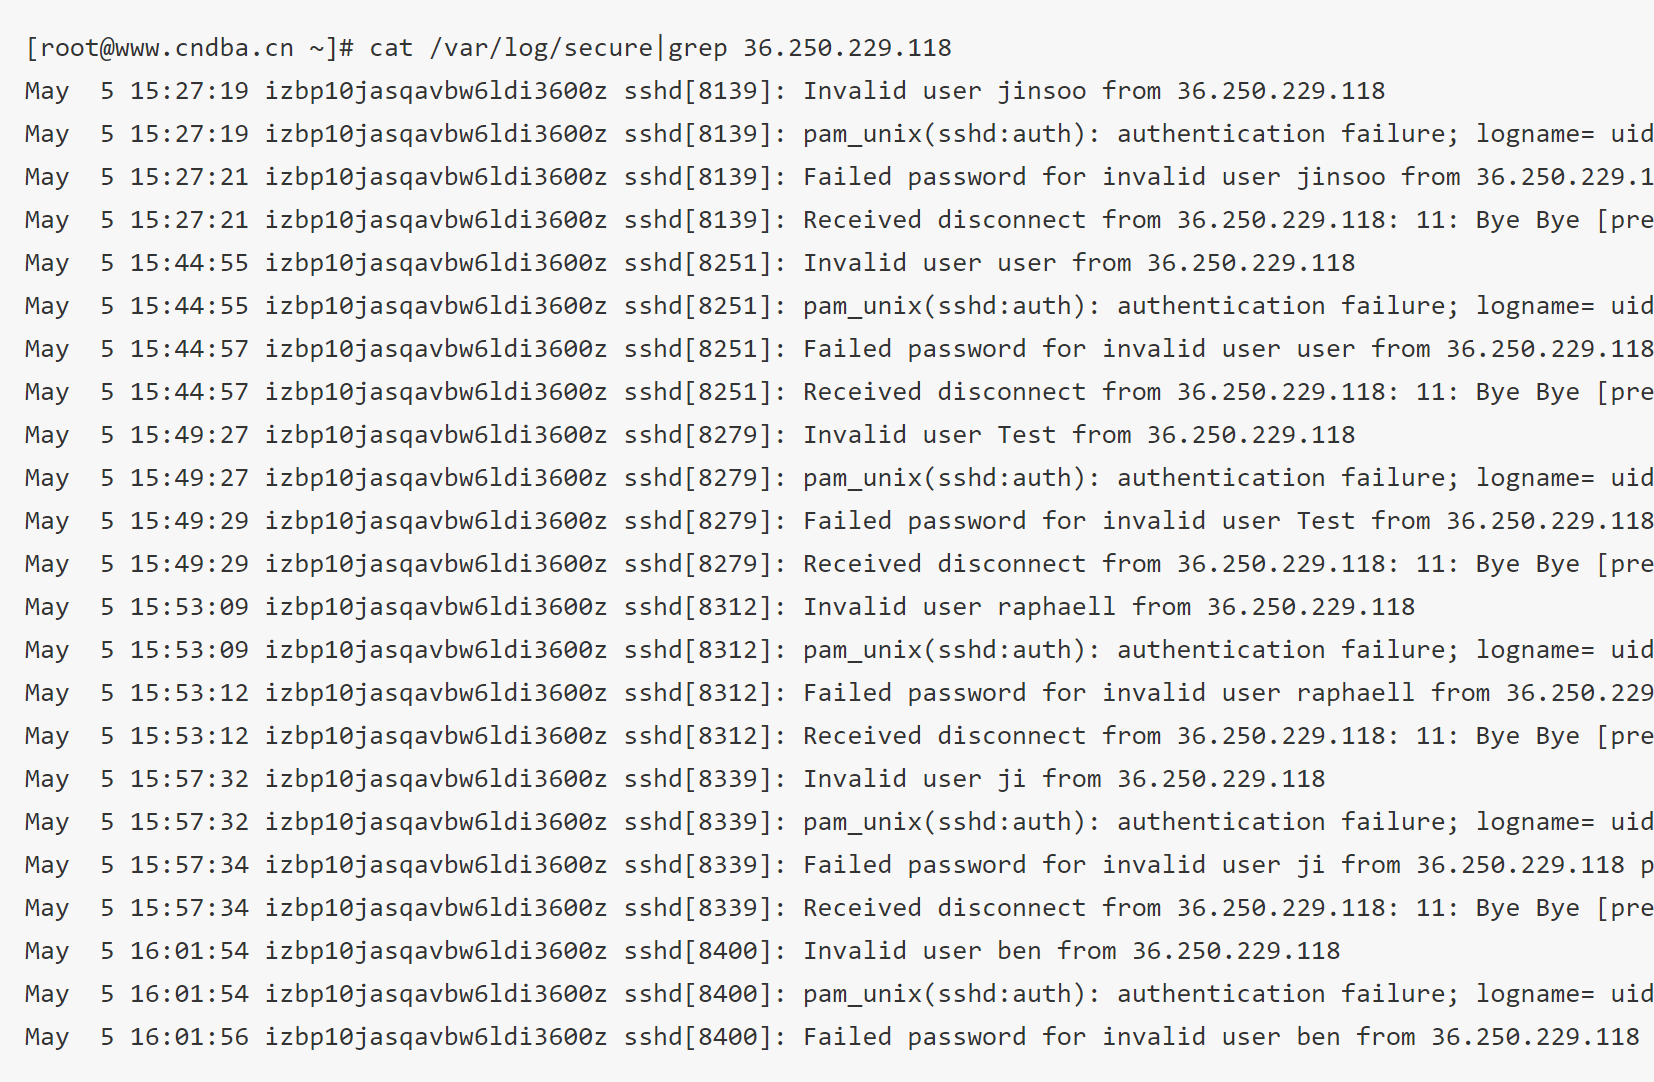 [root@www.cndba.cn ~]# cat /var/log/secure|grep 36.250.229.118
May  5 15:27:19 izbp10jasqavbw6ldi3600z sshd[8139]: Invalid user jinsoo from 36.250.229.118
May  5 15:27:19 izbp10jasqavbw6ldi3600z sshd[8139]: pam_unix(sshd:auth): authentication failure; logname= uid
May  5 15:27:21 izbp10jasqavbw6ldi3600z sshd[8139]: Failed password for invalid user jinsoo from 36.250.229.1
May  5 15:27:21 izbp10jasqavbw6ldi3600z sshd[8139]: Received disconnect from 36.250.229.118: 11: Bye Bye [pre
May  5 15:44:55 izbp10jasqavbw6ldi3600z sshd[8251]: Invalid user user from 36.250.229.118
May  5 15:44:55 izbp10jasqavbw6ldi3600z sshd[8251]: pam_unix(sshd:auth): authentication failure; logname= uid
May  5 15:44:57 izbp10jasqavbw6ldi3600z sshd[8251]: Failed password for invalid user user from 36.250.229.118
May  5 15:44:57 izbp10jasqavbw6ldi3600z sshd[8251]: Received disconnect from 36.250.229.118: 11: Bye Bye [pre
May  5 15:49:27 izbp10jasqavbw6ldi3600z sshd[8279]: Invalid user Test from 36.250.229.118
May  5 15:49:27 izbp10jasqavbw6ldi3600z sshd[8279]: pam_unix(sshd:auth): authentication failure; logname= uid
May  5 15:49:29 izbp10jasqavbw6ldi3600z sshd[8279]: Failed password for invalid user Test from 36.250.229.118
May  5 15:49:29 izbp10jasqavbw6ldi3600z sshd[8279]: Received disconnect from 36.250.229.118: 11: Bye Bye [pre
May  5 15:53:09 izbp10jasqavbw6ldi3600z sshd[8312]: Invalid user raphaell from 36.250.229.118
May  5 15:53:09 izbp10jasqavbw6ldi3600z sshd[8312]: pam_unix(sshd:auth): authentication failure; logname= uid
May  5 15:53:12 izbp10jasqavbw6ldi3600z sshd[8312]: Failed password for invalid user raphaell from 36.250.229
May  5 15:53:12 izbp10jasqavbw6ldi3600z sshd[8312]: Received disconnect from 36.250.229.118: 11: Bye Bye [pre
May  5 15:57:32 izbp10jasqavbw6ldi3600z sshd[8339]: Invalid user ji from 36.250.229.118
May  5 15:57:32 izbp10jasqavbw6ldi3600z sshd[8339]: pam_unix(sshd:auth): authentication failure; logname= uid
May  5 15:57:34 izbp10jasqavbw6ldi3600z sshd[8339]: Failed password for invalid user ji from 36.250.229.118 p
May  5 15:57:34 izbp10jasqavbw6ldi3600z sshd[8339]: Received disconnect from 36.250.229.118: 11: Bye Bye [pre
May  5 16:01:54 izbp10jasqavbw6ldi3600z sshd[8400]: Invalid user ben from 36.250.229.118
May  5 16:01:54 izbp10jasqavbw6ldi3600z sshd[8400]: pam_unix(sshd:auth): authentication failure; logname= uid
May  5 16:01:56 izbp10jasqavbw6ldi3600z sshd[8400]: Failed password for invalid user ben from 36.250.229.118